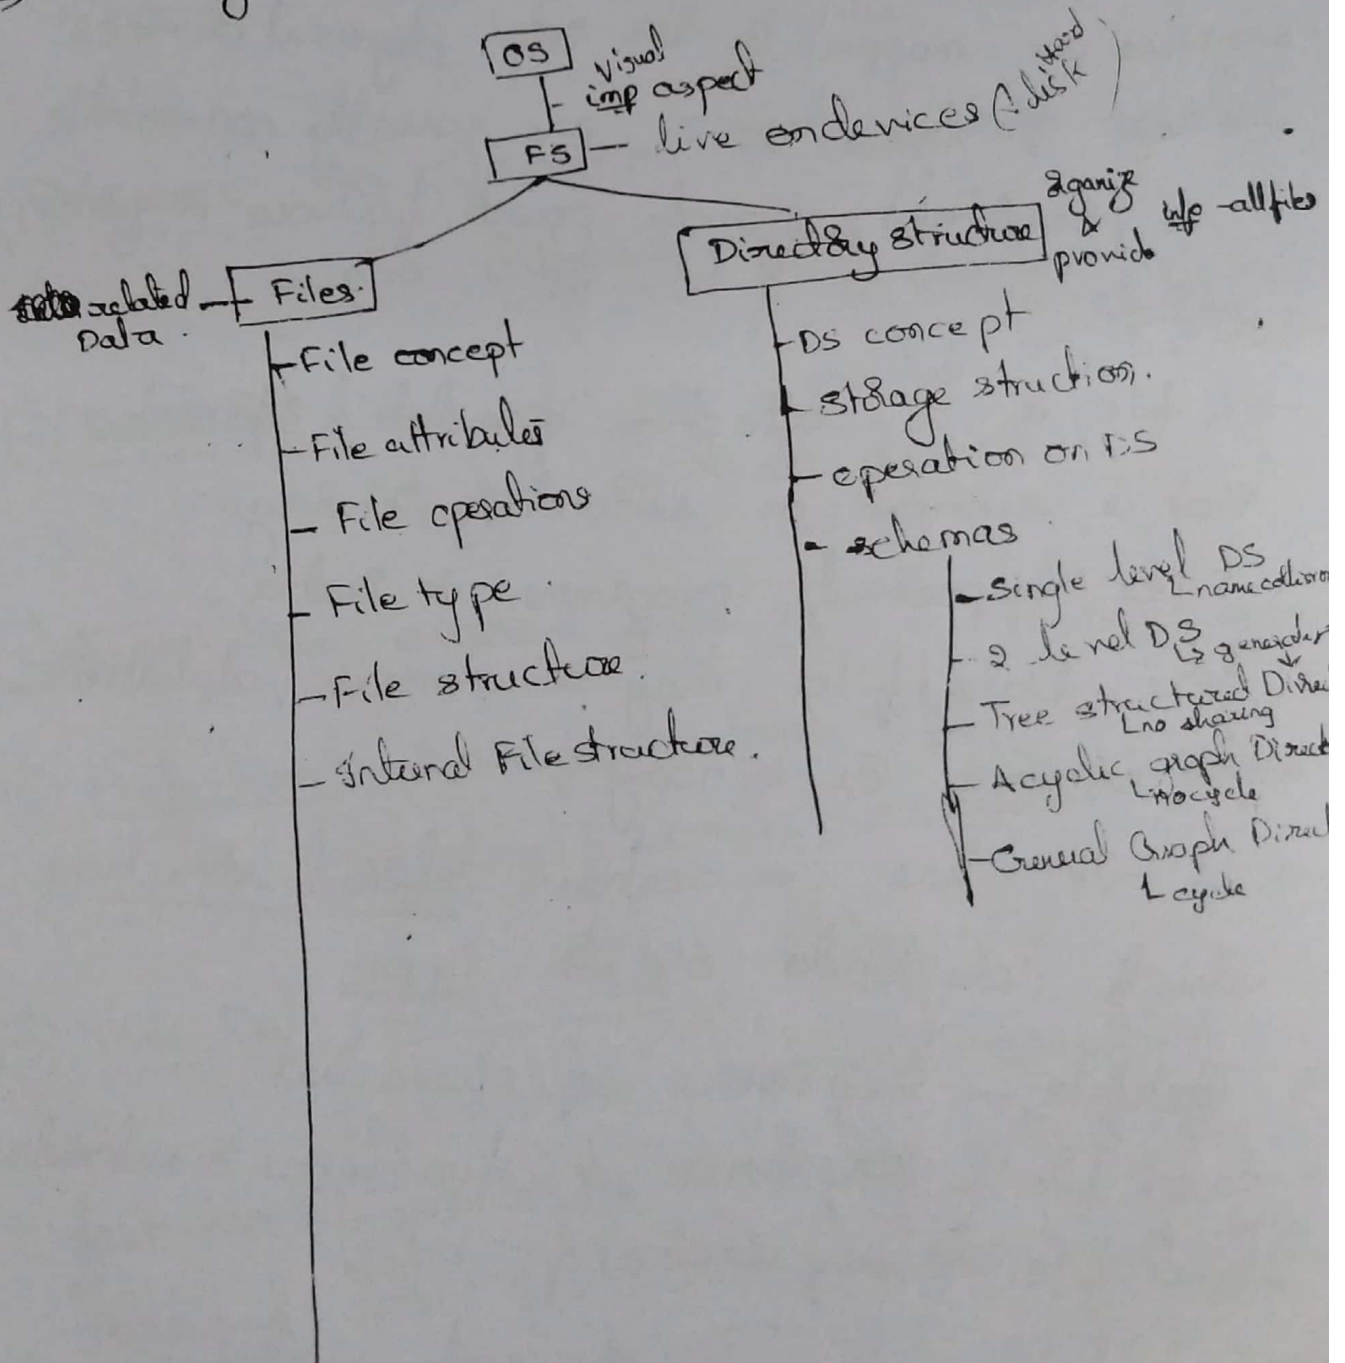 OS
visual
imp aspect
FS — live on devices (: Hard disk)
Directory structure
organize & provide info - all files
Files.
related Data.
File concept
File attributes
File operations
File type
File structure.
Internal File structure.
DS concept
Storage struction.
operation on DS
schemas
Single level DS
name collision
2 level DS
Tree structured Direc
no sharing
Acyclic graph Direct
no cycle
General Graph Direc
cycle